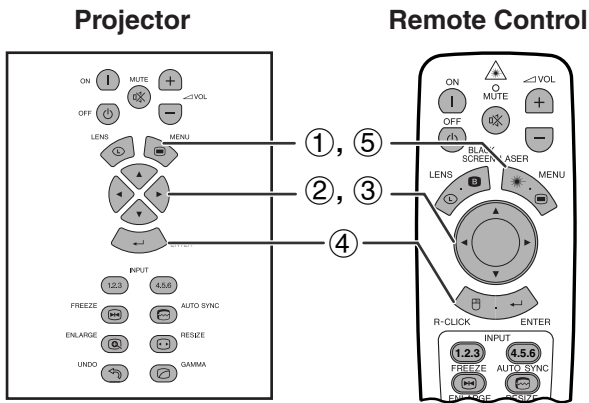 Projector
ON
MUTE
VOL
OFF
LENS
MENU
ENTER
INPUT
1.2.3
4.5.6
FREEZE
AUTO SYNC
ENLARGE
RESIZE
UNDO
GAMMA
①, ⑤
②, ③
④
Remote Control
ON
VOL
MUTE
OFF
BLACK
SCREEN LASER
LENS
B
MENU
L
R-CLICK
ENTER
INPUT
1.2.3
4.5.6
FREEZE
AUTO SYNC
ENLARGE
RESIZE